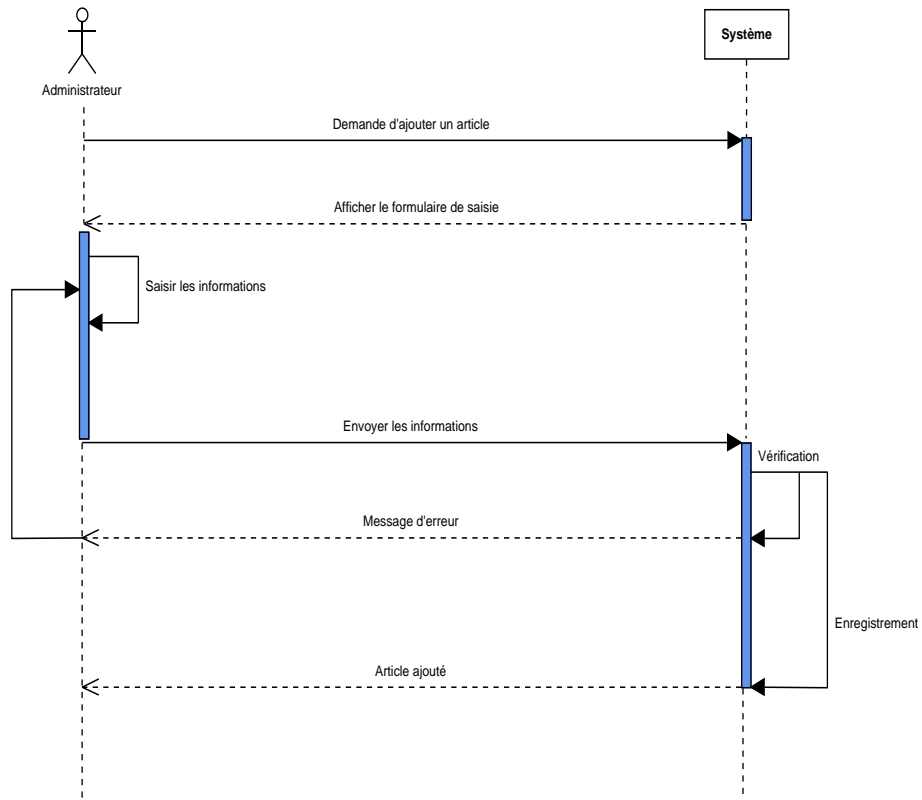 Système
Administrateur
Demande d'ajouter un article
Afficher le formulaire de saisie
Saisir les informations
Envoyer les informations
Vérification
Message d'erreur
Enregistrement
Article ajouté